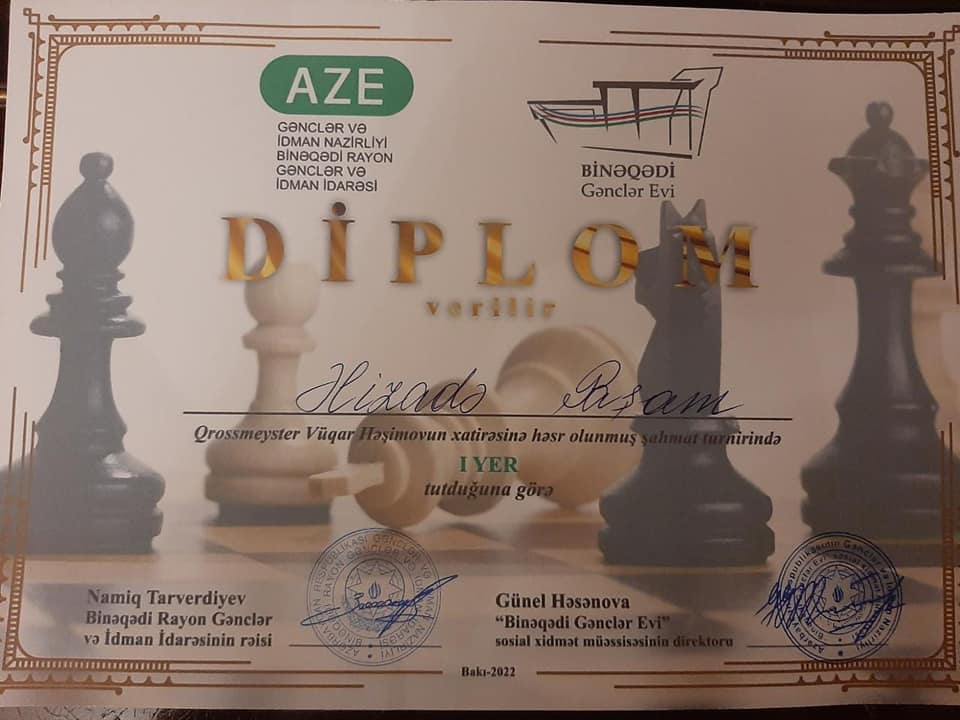 AZE
GƏNCLƏR VƏ
İDMAN NAZİRLİYİ
BİNƏQƏDİ RAYON
GƏNCLƏR VƏ
İDMAN İDARƏSİ
BİNƏQƏDİ
Gənclər Evi
DİPLOM
verilir
Əlizadə
Qrossmeyster Vüqar Həşimovun xatirəsinə həsr olunmuş şahmat turnirində
I YER
tutduğuna görə
Namiq Tarverdiyev
Binəqədi Rayon Gənclər
və İdman İdarəsinin rəisi
Günel Həsənova
“Binəqədi Gənclər Evi”
sosial xidmət müəssisəsinin direktoru
Bakı-2022